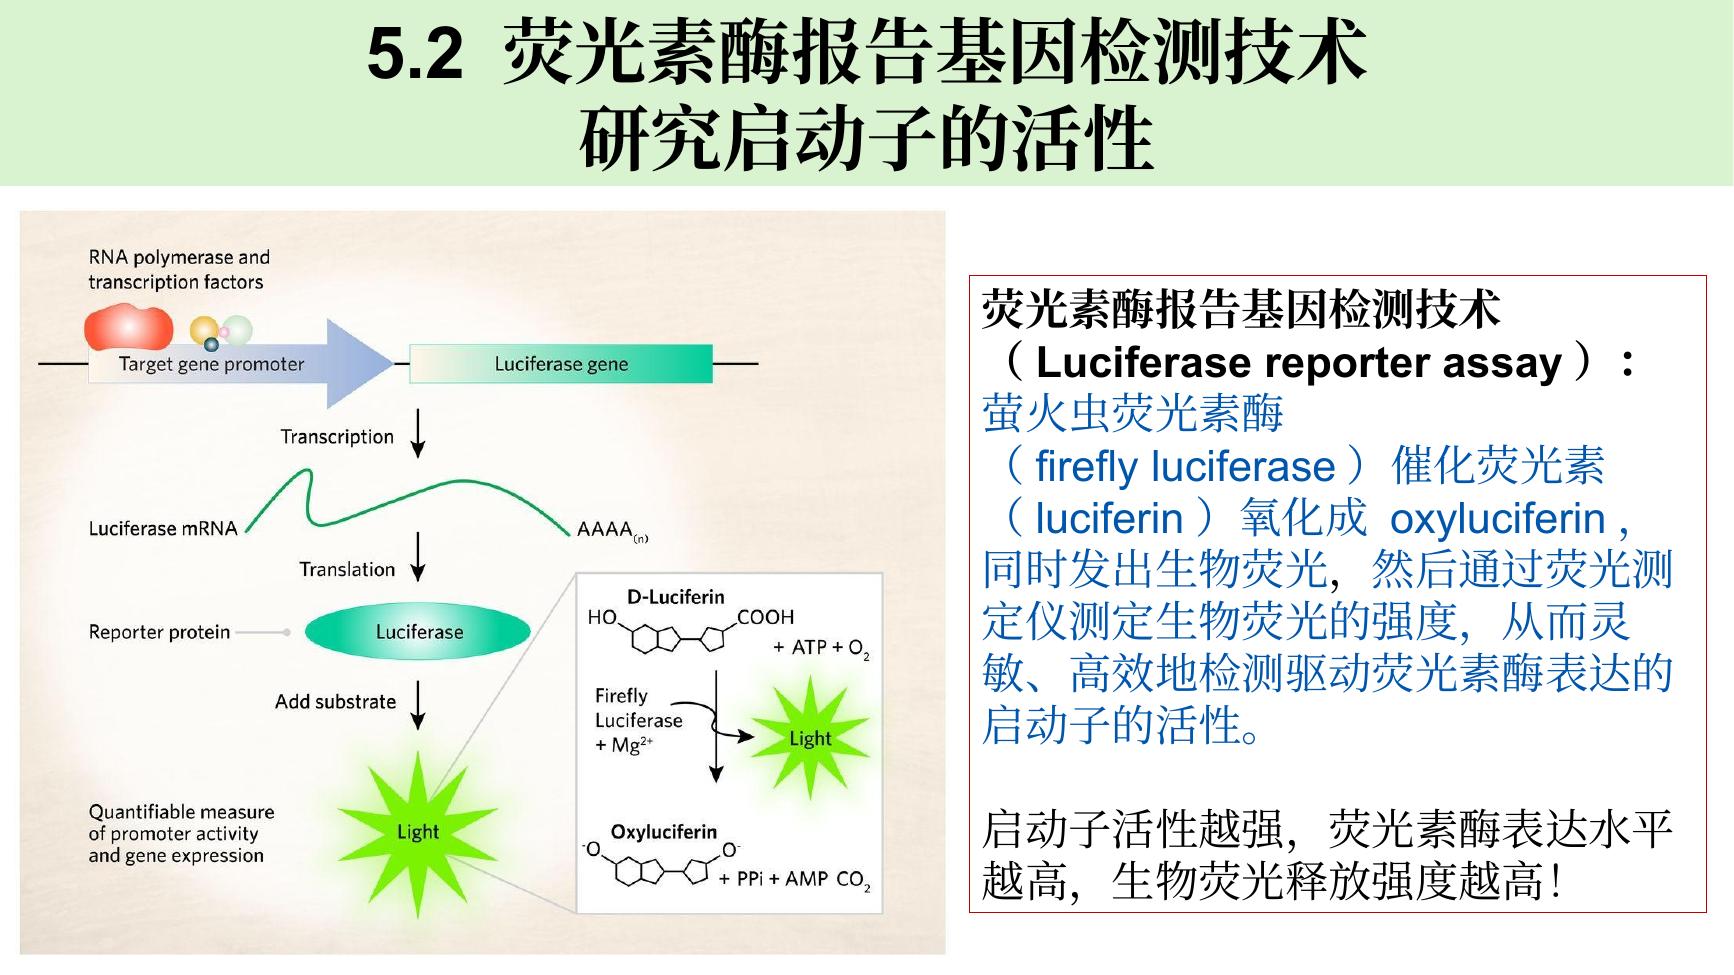 5.2 荧光素酶报告基因检测技术
研究启动子的活性
RNA polymerase and
transcription factors
Target gene promoter
Luciferase gene
Transcription
Luciferase mRNA
AAAA(n)
Translation
Reporter protein
Luciferase
Add substrate
Quantifiable measure
of promoter activity
and gene expression
Light
D-Luciferin
HO
COOH
+ ATP + O₂
Firefly
Luciferase
+ Mg²⁺
Light
Oxyluciferin
⁻O
O⁻
+ PPi + AMP CO₂
荧光素酶报告基因检测技术
（Luciferase reporter assay）：
萤火虫荧光素酶
（firefly luciferase）催化荧光素
（luciferin）氧化成 oxyluciferin，
同时发出生物荧光，然后通过荧光测
定仪测定生物荧光的强度，从而灵
敏、高效地检测驱动荧光素酶表达的
启动子的活性。
启动子活性越强，荧光素酶表达水平
越高，生物荧光释放强度越高！